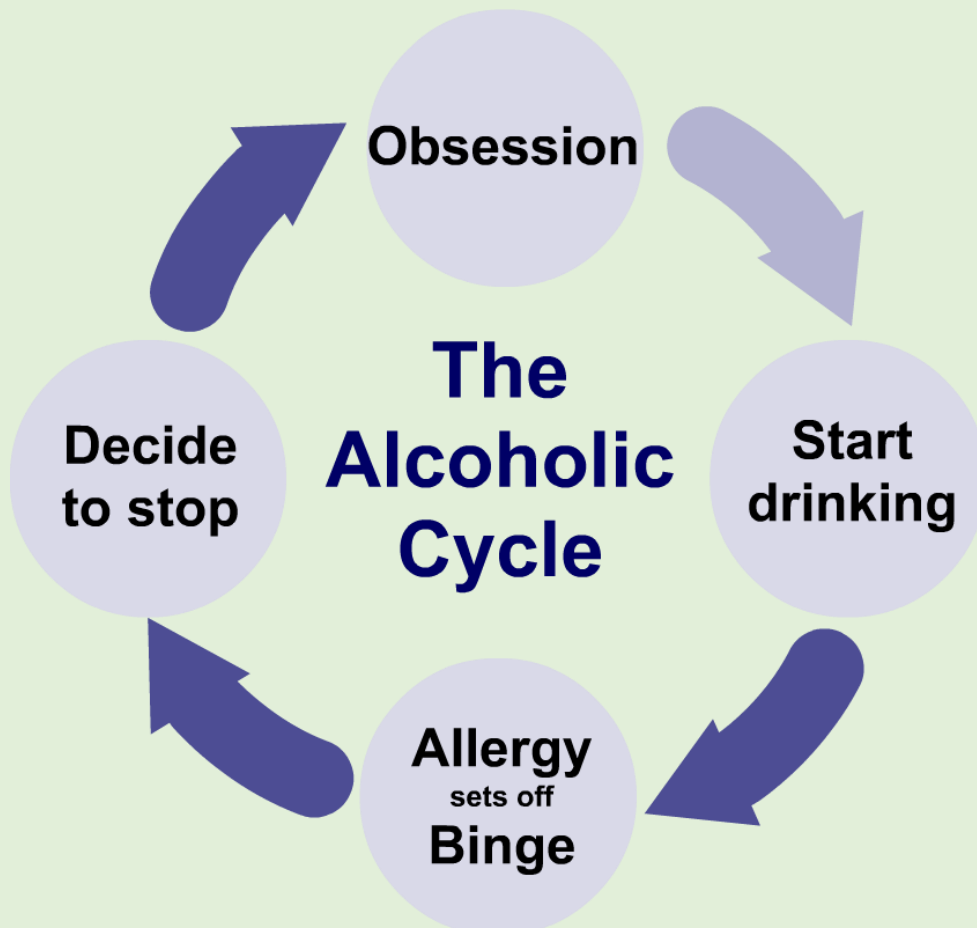 Obsession
Start
drinking
Allergy
sets off
Binge
Decide
to stop
The
Alcoholic
Cycle